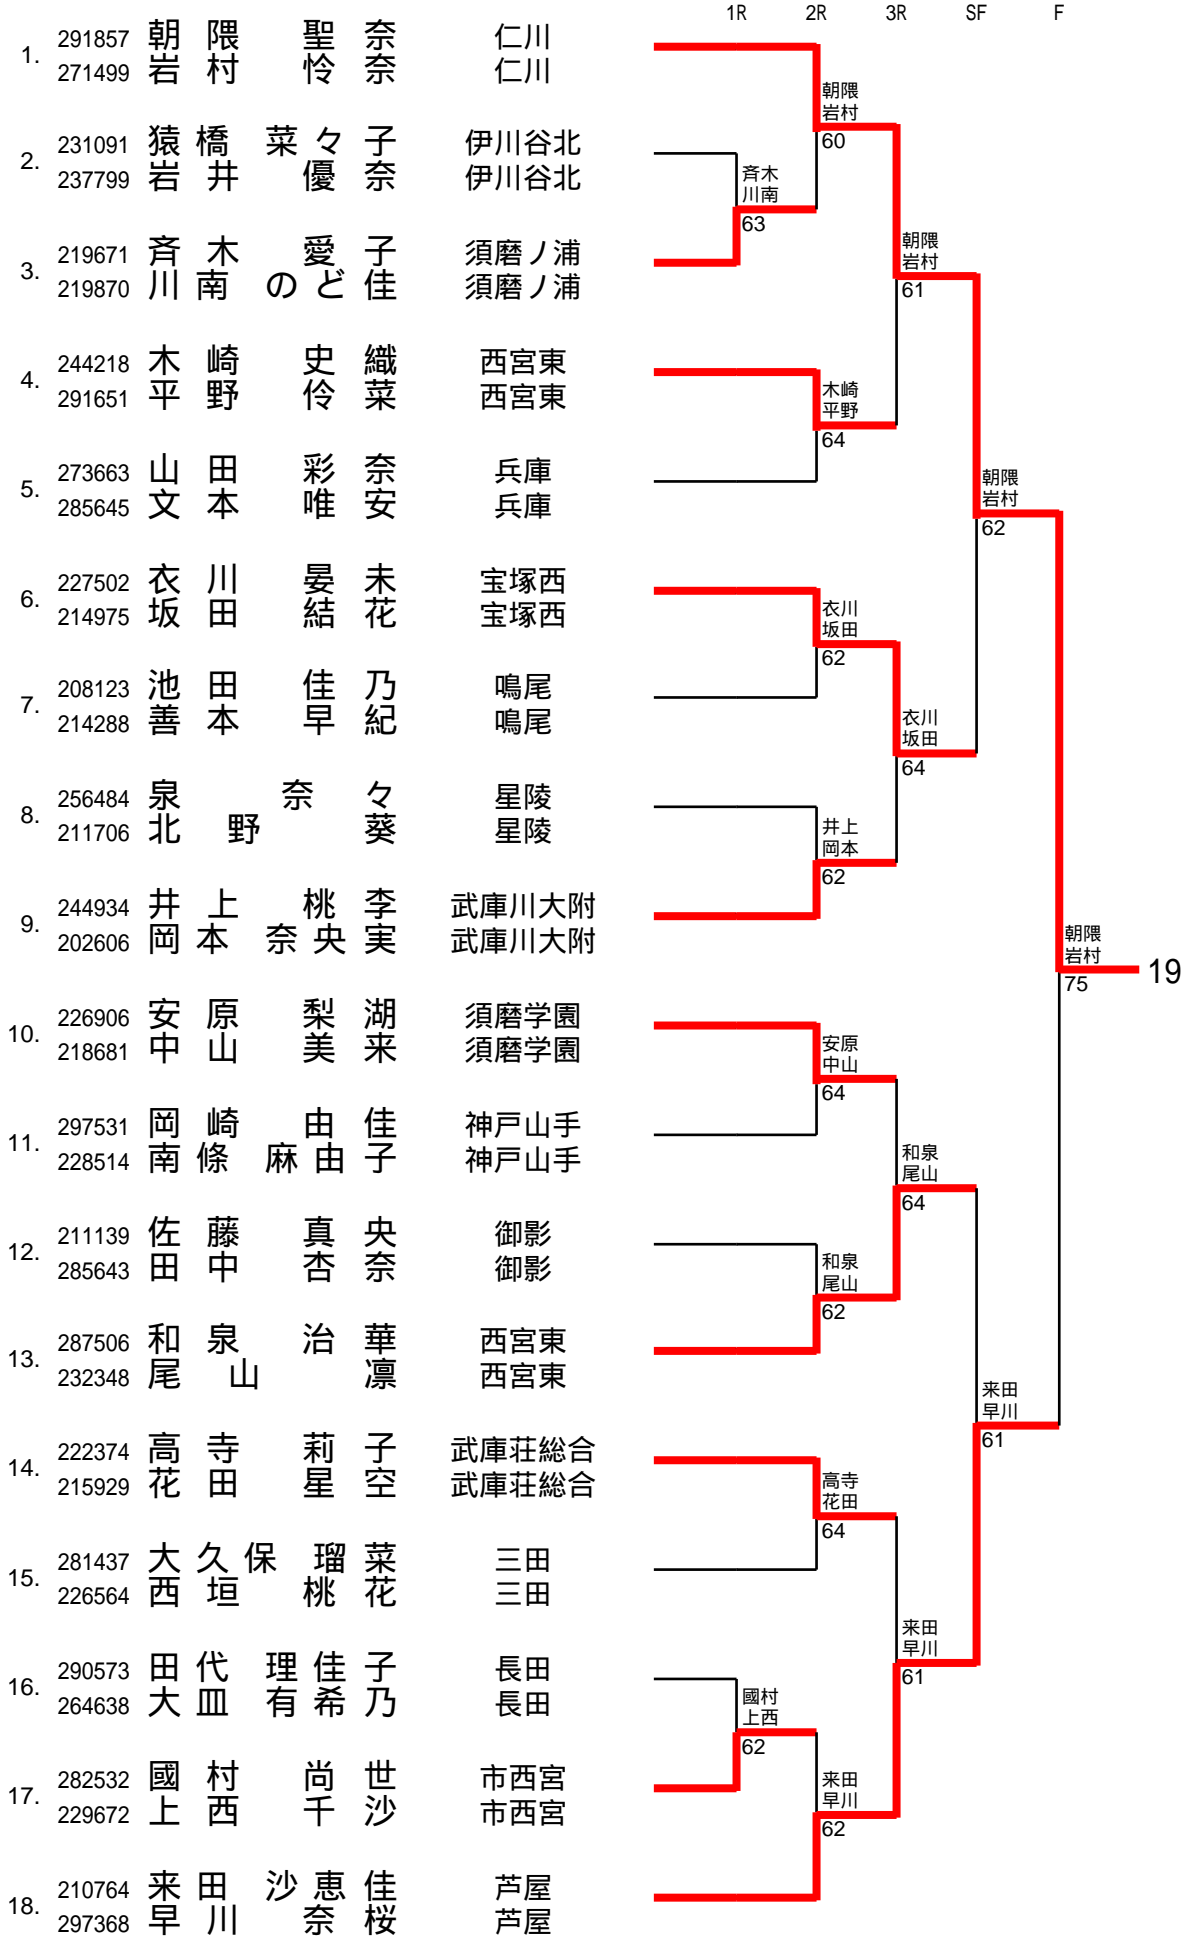 1R 2R 3R SF F
1. 291857 朝隈 聖奈 仁川
271499 岩村 怜奈 仁川
朝隈
岩村
60
2. 231091 猿橋 菜々子 伊川谷北
237799 岩井 優奈 伊川谷北
斉木
川南
63
3. 219671 斉木 愛子 須磨ノ浦
219870 川南 のど佳 須磨ノ浦
朝隈
岩村
61
4. 244218 木崎 史織 西宮東
291651 平野 伶菜 西宮東
木崎
平野
64
5. 273663 山田 彩奈 兵庫
285645 文本 唯安 兵庫
朝隈
岩村
62
6. 227502 衣川 晏未 宝塚西
214975 坂田 結花 宝塚西
衣川
坂田
62
7. 208123 池田 佳乃 鳴尾
214288 善本 早紀 鳴尾
衣川
坂田
64
8. 256484 泉 奈々 星陵
211706 北野 葵 星陵
井上
岡本
62
9. 244934 井上 桃李 武庫川大附
202606 岡本 奈央実 武庫川大附
朝隈
岩村
75
19
10. 226906 安原 梨湖 須磨学園
218681 中山 美来 須磨学園
安原
中山
64
11. 297531 岡崎 由佳 神戸山手
228514 南條 麻由子 神戸山手
和泉
尾山
64
12. 211139 佐藤 真央 御影
285643 田中 杏奈 御影
和泉
尾山
62
13. 287506 和泉 治華 西宮東
232348 尾山 凛 西宮東
来田
早川
61
14. 222374 高寺 莉子 武庫荘総合
215929 花田 星空 武庫荘総合
高寺
花田
64
15. 281437 大久保 瑠菜 三田
226564 西垣 桃花 三田
来田
早川
61
16. 290573 田代 理佳子 長田
264638 大皿 有希乃 長田
國村
上西
62
17. 282532 國村 尚世 市西宮
229672 上西 千沙 市西宮
来田
早川
62
18. 210764 来田 沙恵佳 芦屋
297368 早川 奈桜 芦屋